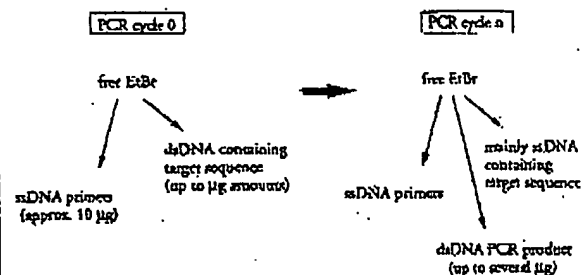 PCR cycle 0
free EtBr
dsDNA containing
target sequence
(up to µg amounts)
ssDNA primers
(approx. 10 µg)
PCR cycle n
free EtBr
mainly ssDNA
containing
target sequence
ssDNA primers
dsDNA PCR product
(up to several µg)